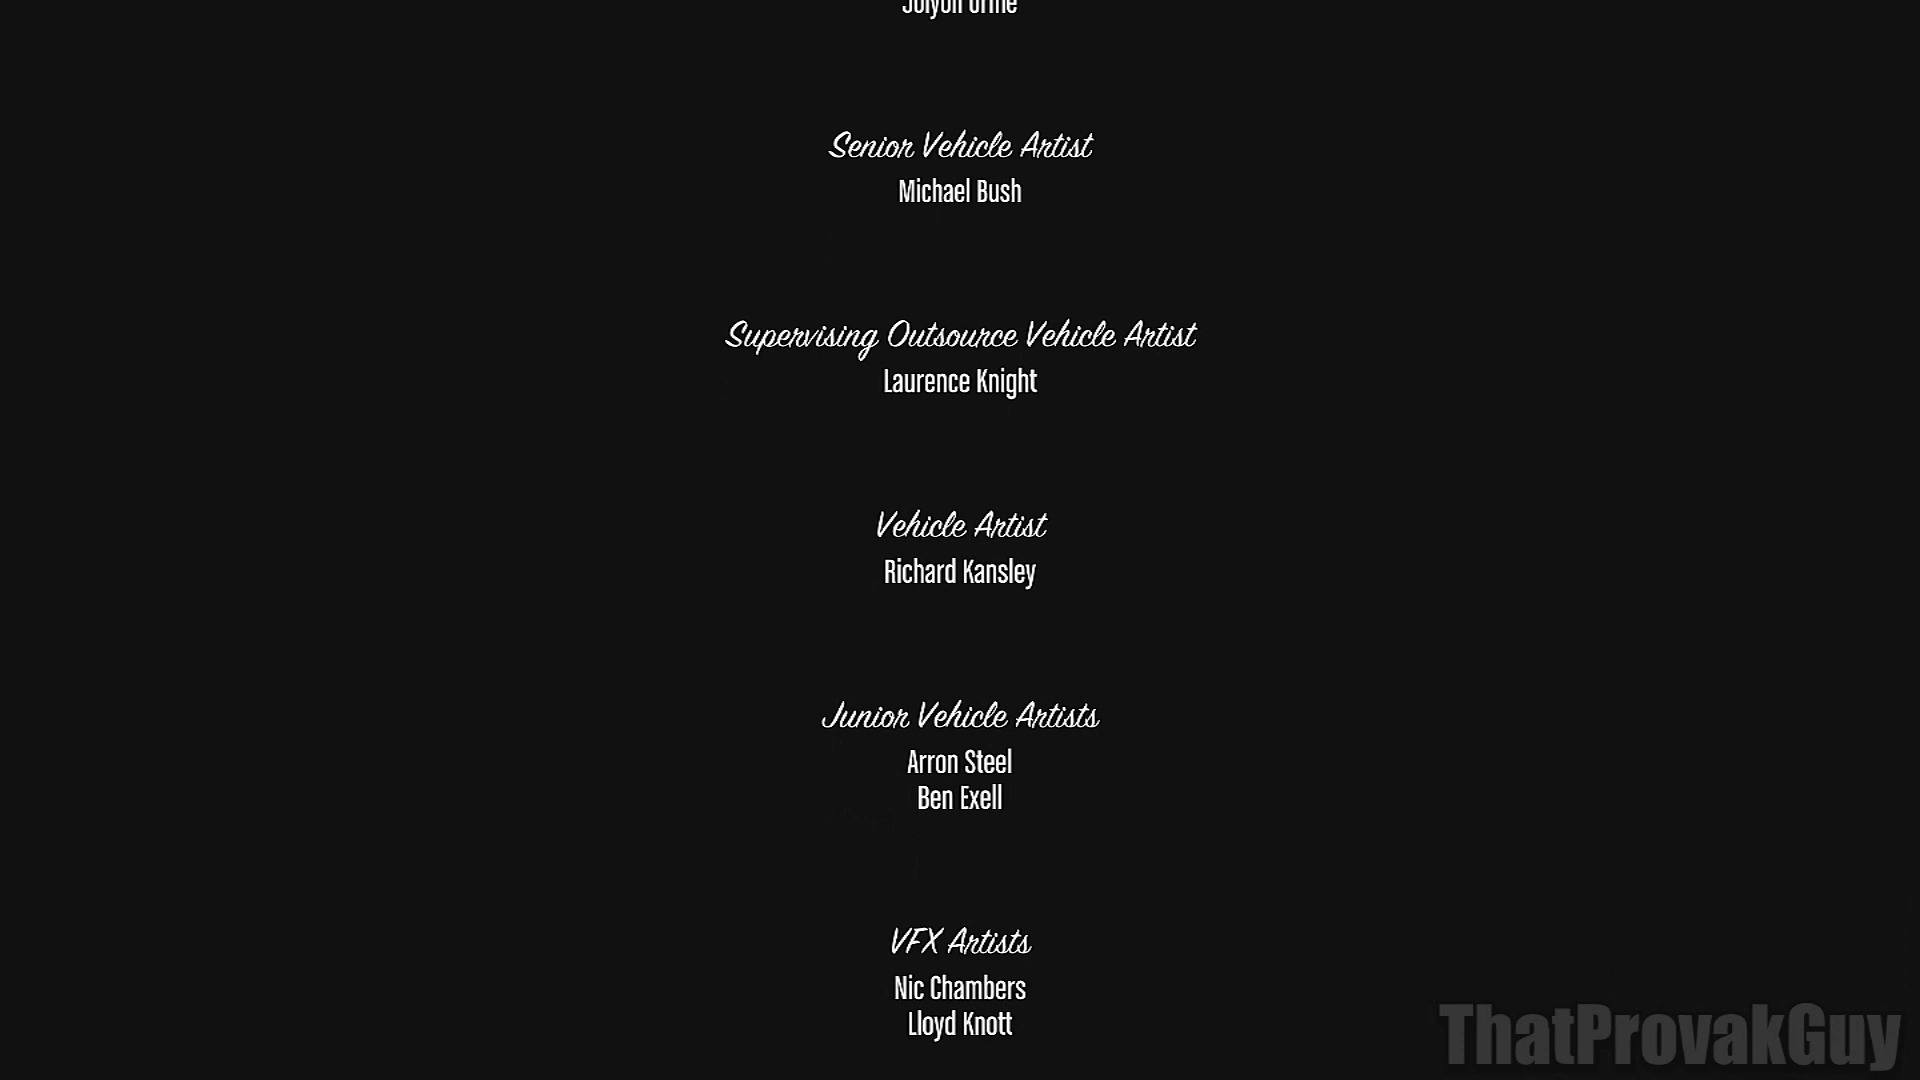 Senior Vehicle Artist
Michael Bush
Supervising Outsource Vehicle Artist
Laurence Knight
Vehicle Artist
Richard Kansley
Junior Vehicle Artists
Arron Steel
Ben Exell
VFX Artists
Nic Chambers
Lloyd Knott
ThatProvakGuy